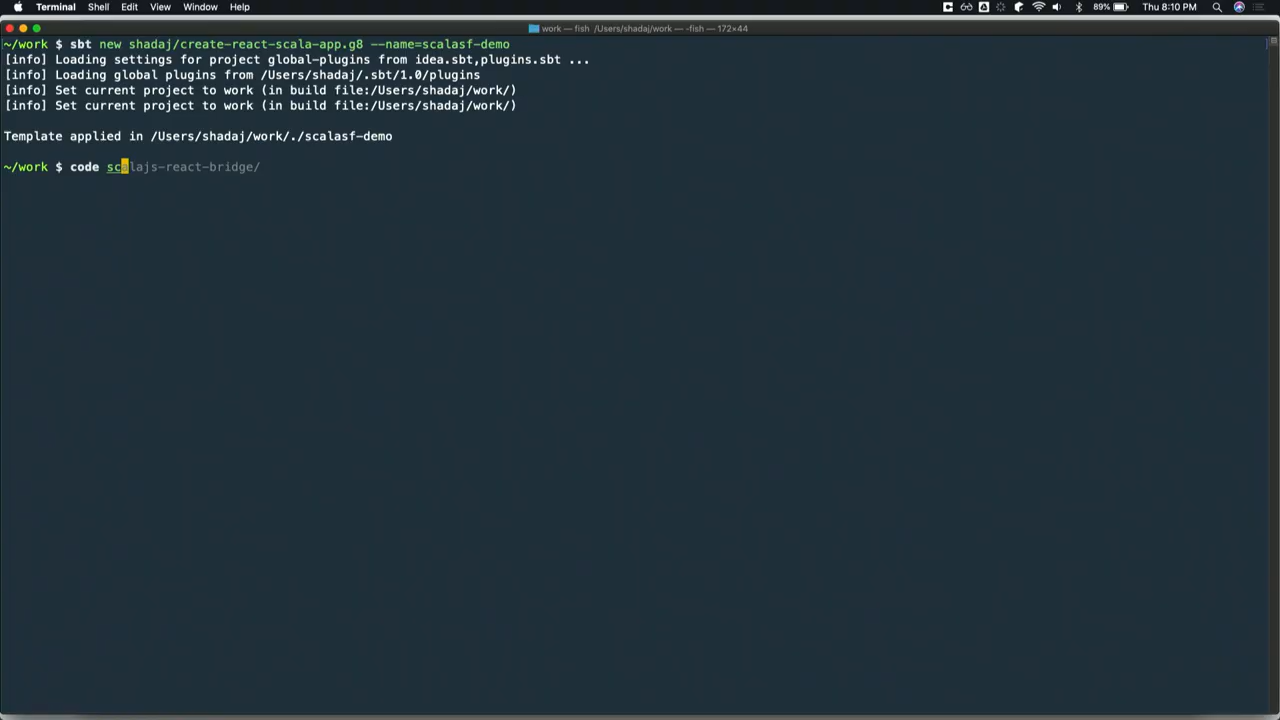 Terminal Shell Edit View Window Help 89% Thu 8:10 PM
work — fish /Users/shadaj/work — -fish — 172×44
~/work $ sbt new shadaj/create-react-scala-app.g8 --name=scalasf-demo
[info] Loading settings for project global-plugins from idea.sbt,plugins.sbt ...
[info] Loading global plugins from /Users/shadaj/.sbt/1.0/plugins
[info] Set current project to work (in build file:/Users/shadaj/work/)
[info] Set current project to work (in build file:/Users/shadaj/work/)
Template applied in /Users/shadaj/work/./scalasf-demo
~/work $ code scalajs-react-bridge/